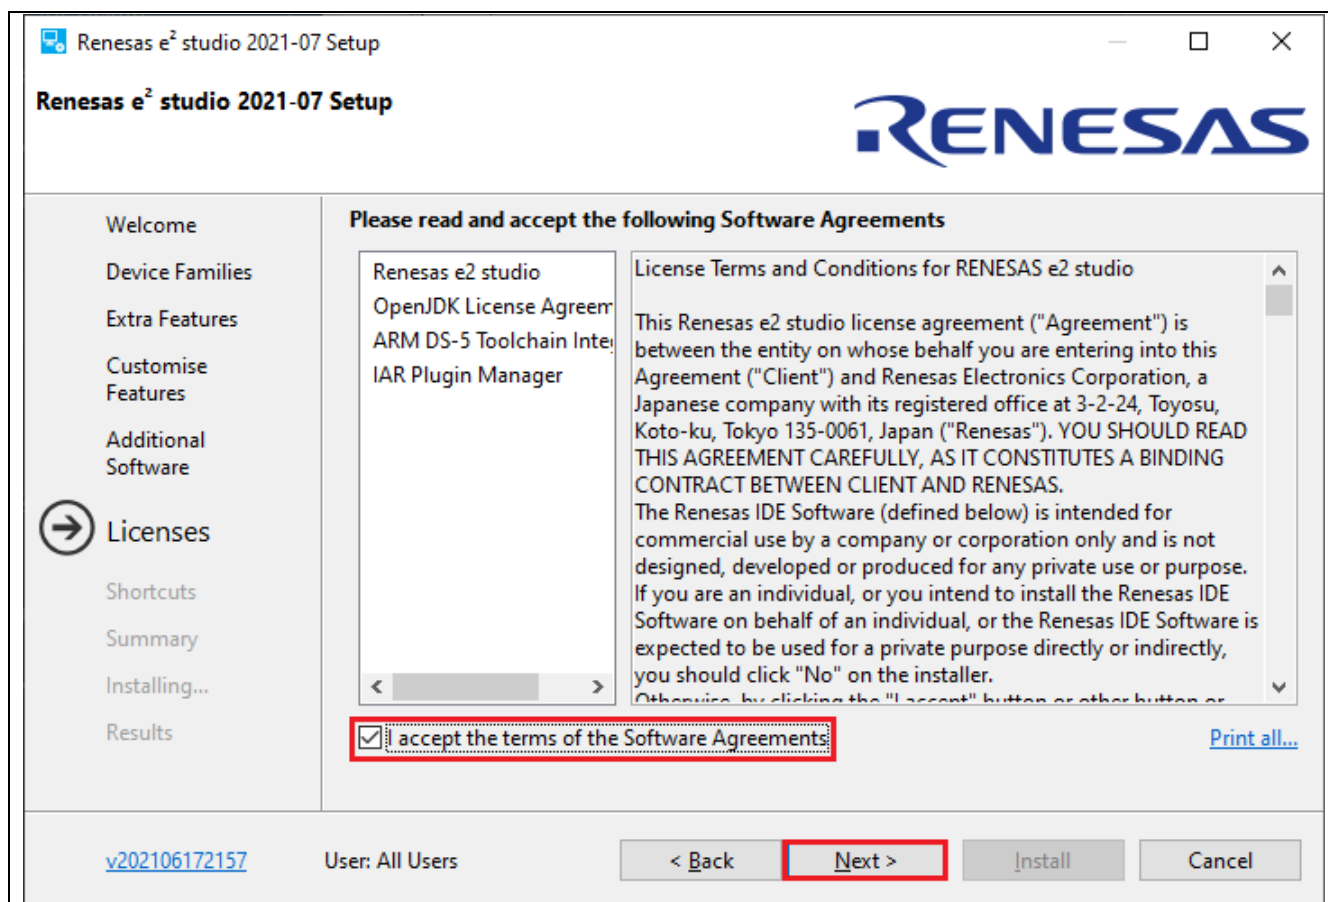 Renesas e² studio 2021-07 Setup
Renesas e² studio 2021-07 Setup
RENESAS
Welcome
Device Families
Extra Features
Customise
Features
Additional
Software
Licenses
Shortcuts
Summary
Installing...
Results
Please read and accept the following Software Agreements
Renesas e2 studio
OpenJDK License Agreem
ARM DS-5 Toolchain Inte
IAR Plugin Manager
License Terms and Conditions for RENESAS e2 studio
This Renesas e2 studio license agreement ("Agreement") is
between the entity on whose behalf you are entering into this
Agreement ("Client") and Renesas Electronics Corporation, a
Japanese company with its registered office at 3-2-24, Toyosu,
Koto-ku, Tokyo 135-0061, Japan ("Renesas"). YOU SHOULD READ
THIS AGREEMENT CAREFULLY, AS IT CONSTITUTES A BINDING
CONTRACT BETWEEN CLIENT AND RENESAS.
The Renesas IDE Software (defined below) is intended for
commercial use by a company or corporation only and is not
designed, developed or produced for any private use or purpose.
If you are an individual, or you intend to install the Renesas IDE
Software on behalf of an individual, or the Renesas IDE Software is
expected to be used for a private purpose directly or indirectly,
you should click "No" on the installer.
Otherwise, by clicking the "I accept" button or other button or
I accept the terms of the Software Agreements
Print all...
v202106172157
User: All Users
< Back
Next >
Install
Cancel